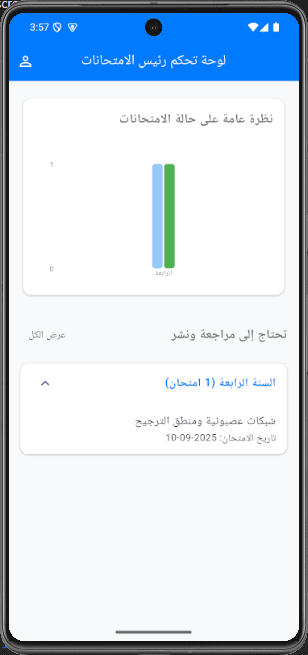 3:57
لوحة تحكم رئيس الامتحانات
نظرة عامة على حالة الامتحانات
1
0
الرابعة
تحتاج إلى مراجعة ونشر
عرض الكل
السنة الرابعة (1 امتحان)
شبكات عصبونية ومنطق الترجيح
تاريخ الامتحان: 2025-09-10